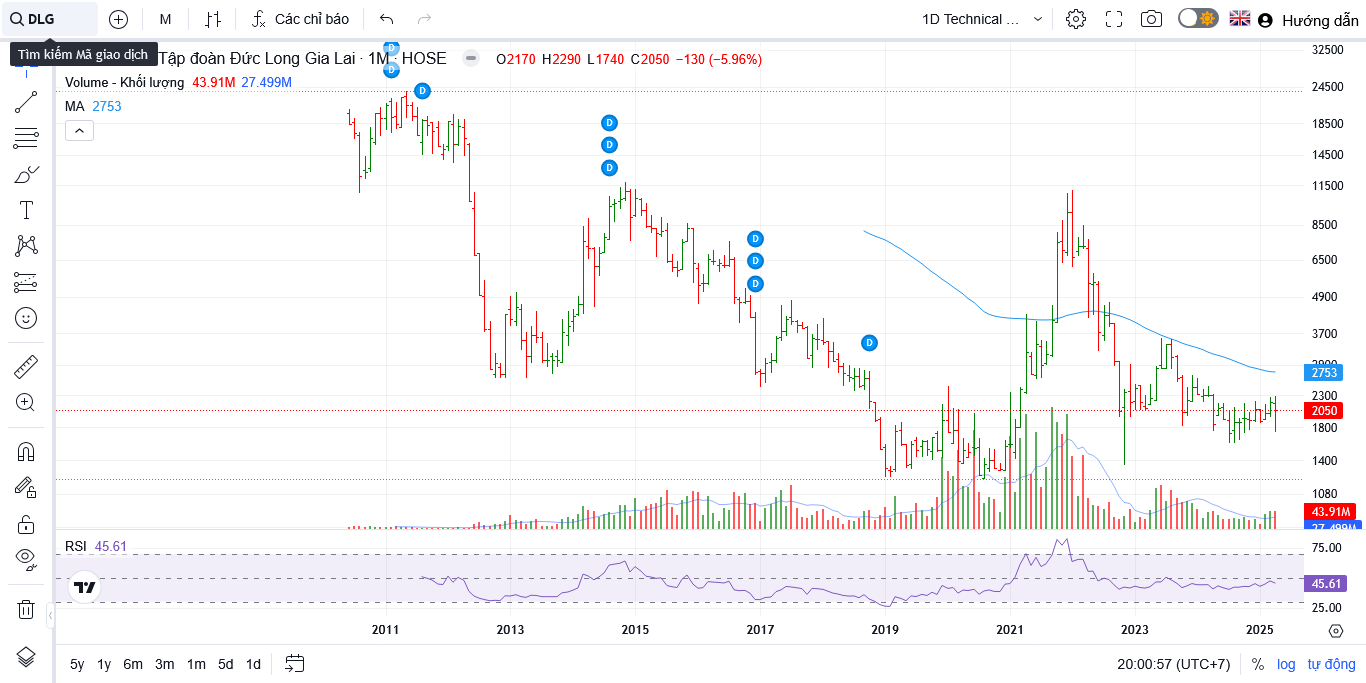 DLG
M
Các chỉ báo
1D Technical ...
Hướng dẫn
Tìm kiếm Mã giao dịch
Tập đoàn Đức Long Gia Lai · 1M · HOSE
O2170 H2290 L1740 C2050 −130 (−5.96%)
Volume - Khối lượng 43.91M 27.499M
MA 2753
D
D
D
D
D
D
D
D
D
D
32500
24500
18500
14500
11500
8500
6500
4900
3700
2800
2753
2300
2050
1800
1400
1080
43.91M
27.499M
RSI 45.61
75.00
45.61
25.00
2011 2013 2015 2017 2019 2021 2023 2025
5y 1y 6m 3m 1m 5d 1d
20:00:57 (UTC+7) % log tự động